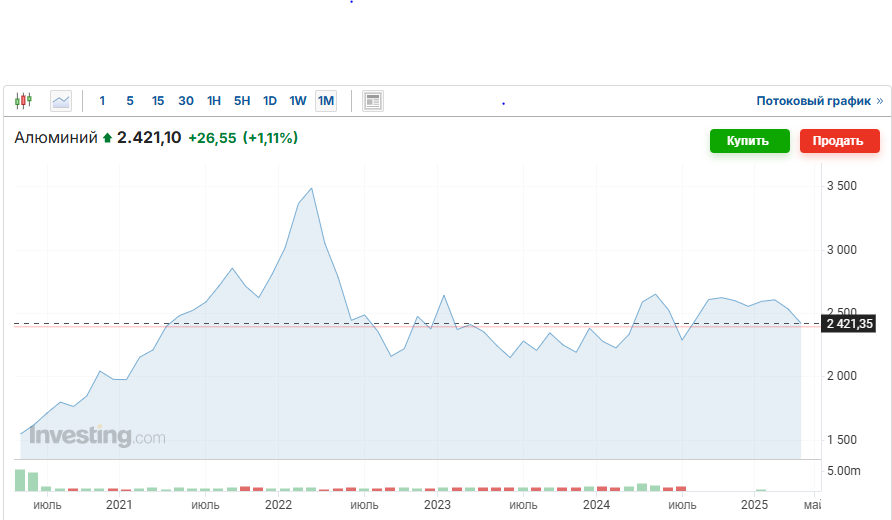 1 5 15 30 1H 5H 1D 1W 1M Потоковый график »
Алюминий 2.421,10 +26,55 (+1,11%) Купить Продать
3 500
3 000
2 500
2 421,35
2 000
1 500
Investing.com
5.00m
июль 2021 июль 2022 июль 2023 июль 2024 июль 2025